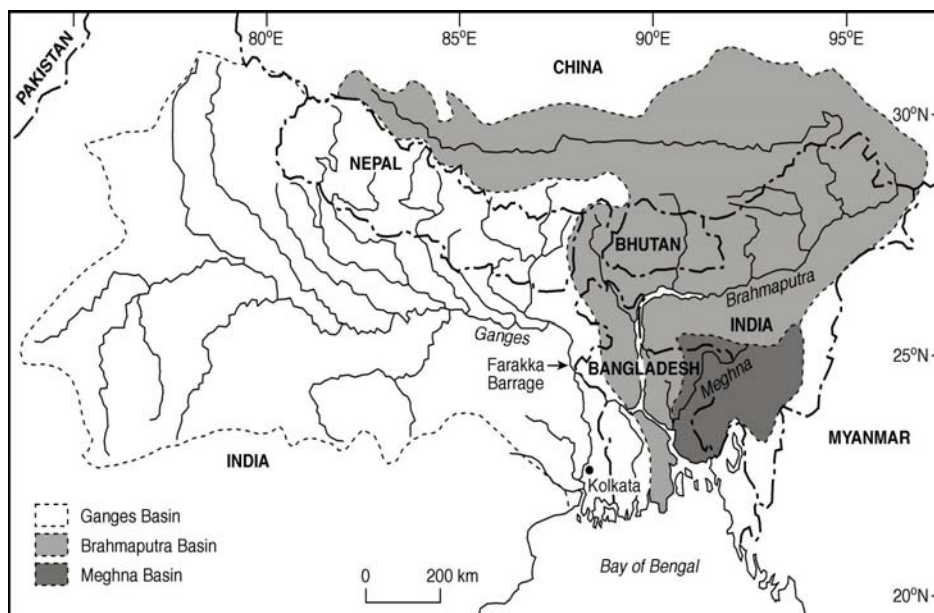 80°E
85°E
90°E
95°E
PAKISTAN
CHINA
30°N
NEPAL
BHUTAN
Brahmaputra
INDIA
Ganges
25°N
Farakka
Barrage
BANGLADESH
Meghna
MYANMAR
INDIA
Kolkata
Ganges Basin
Brahmaputra Basin
Meghna Basin
0 200 km
Bay of Bengal
20°N